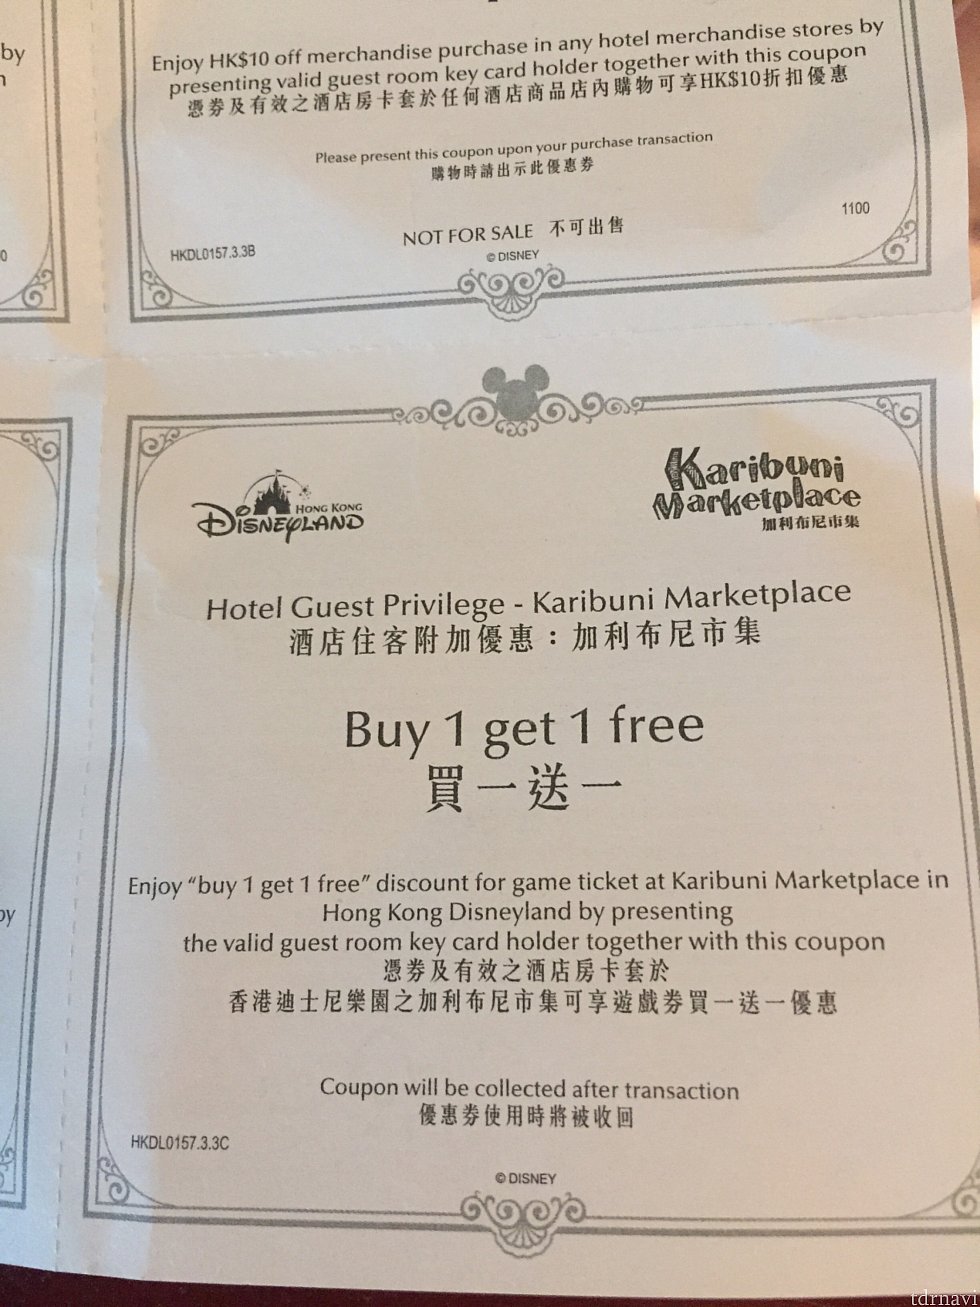 by
Enjoy HK$10 off merchandise purchase in any hotel merchandise stores by
presenting valid guest room key card holder together with this coupon
憑券及有效之酒店房卡套於任何酒店商品店內購物可享HK$10折扣優惠
Please present this coupon upon your purchase transaction
購物時請出示此優惠券
1100
NOT FOR SALE 不可出售
HKDL0157.3.3B
© DISNEY
HONG KONG
DISNEYLAND
Karibuni
Marketplace
加利布尼市集
Hotel Guest Privilege - Karibuni Marketplace
酒店住客附加優惠：加利布尼市集
Buy 1 get 1 free
買一送一
Enjoy “buy 1 get 1 free” discount for game ticket at Karibuni Marketplace in
Hong Kong Disneyland by presenting
the valid guest room key card holder together with this coupon
憑券及有效之酒店房卡套於
香港迪士尼樂園之加利布尼市集可享遊戲券買一送一優惠
Coupon will be collected after transaction
優惠券使用時將被收回
HKDL0157.3.3C
© DISNEY
tdrnavi